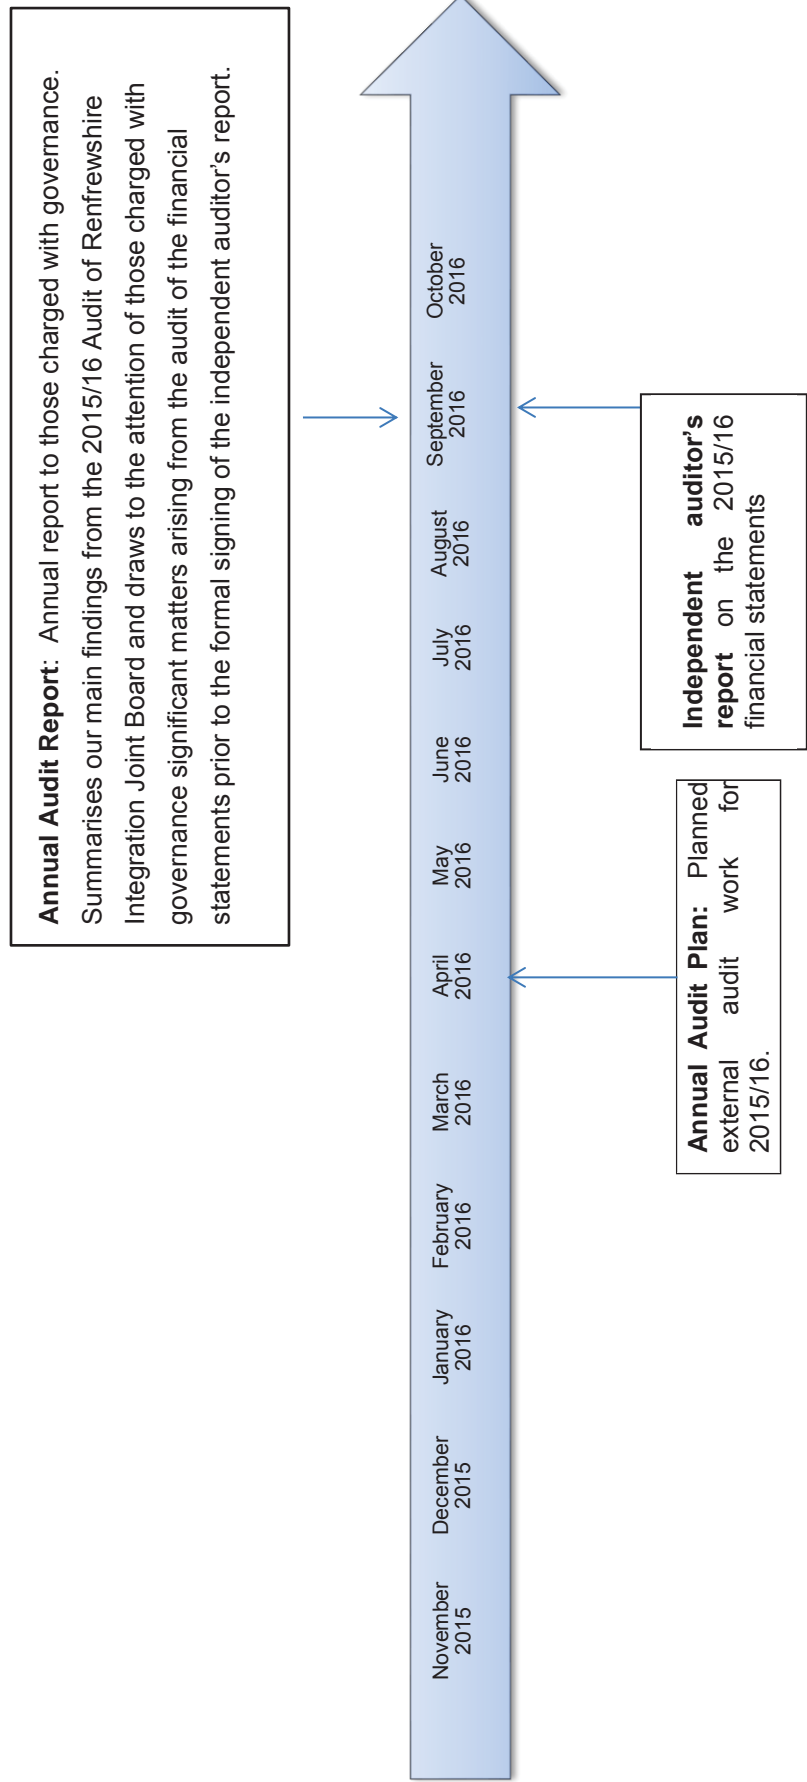 Annual Audit Report: Annual report to those charged with governance.
Summarises our main findings from the 2015/16 Audit of Renfrewshire
Integration Joint Board and draws to the attention of those charged with
governance significant matters arising from the audit of the financial
statements prior to the formal signing of the independent auditor's report.
November
2015
December
2015
January
2016
February
2016
March
2016
April
2016
May
2016
June
2016
July
2016
August
2016
September
2016
October
2016
Annual Audit Plan: Planned
external audit work for
2015/16.
Independent auditor's
report on the 2015/16
financial statements